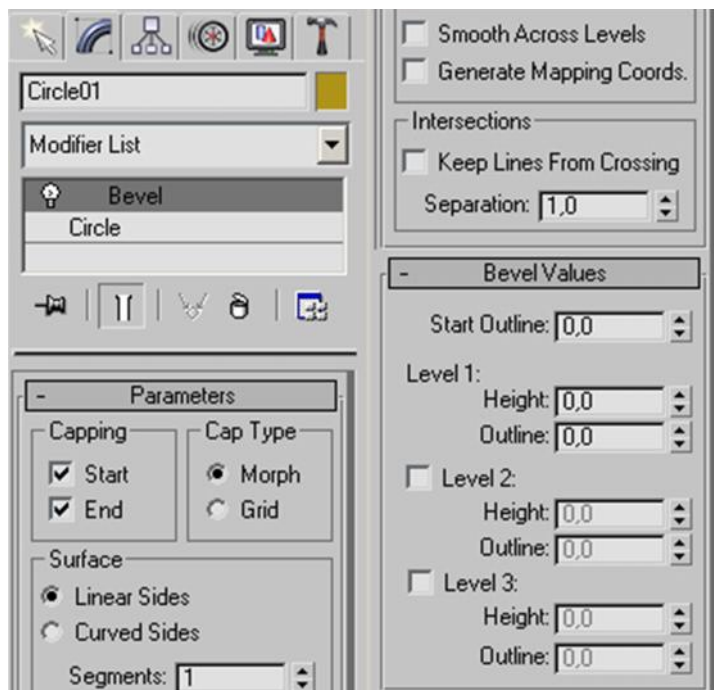 Circle01
Modifier List
Bevel
Circle
- Parameters
Capping
Start
End
Cap Type
Morph
Grid
Surface
Linear Sides
Curved Sides
Segments: 1
Smooth Across Levels
Generate Mapping Coords.
Intersections
Keep Lines From Crossing
Separation: 1,0
- Bevel Values
Start Outline: 0,0
Level 1:
Height: 0,0
Outline: 0,0
Level 2:
Height: 0,0
Outline: 0,0
Level 3:
Height: 0,0
Outline: 0,0